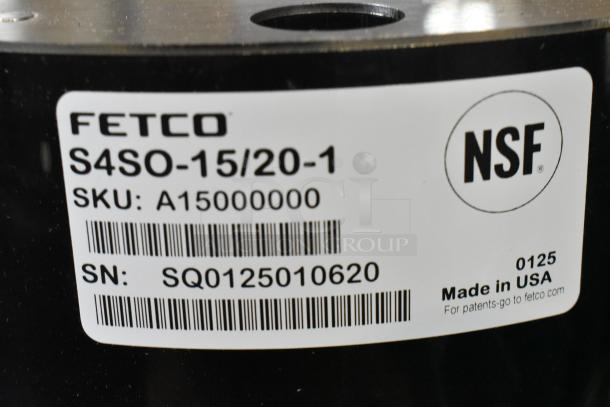 FETCO
S4SO-15/20-1
SKU: A15000000
SN: SQ0125010620
NSF®
0125
Made in USA
For patents-go to fetco.com